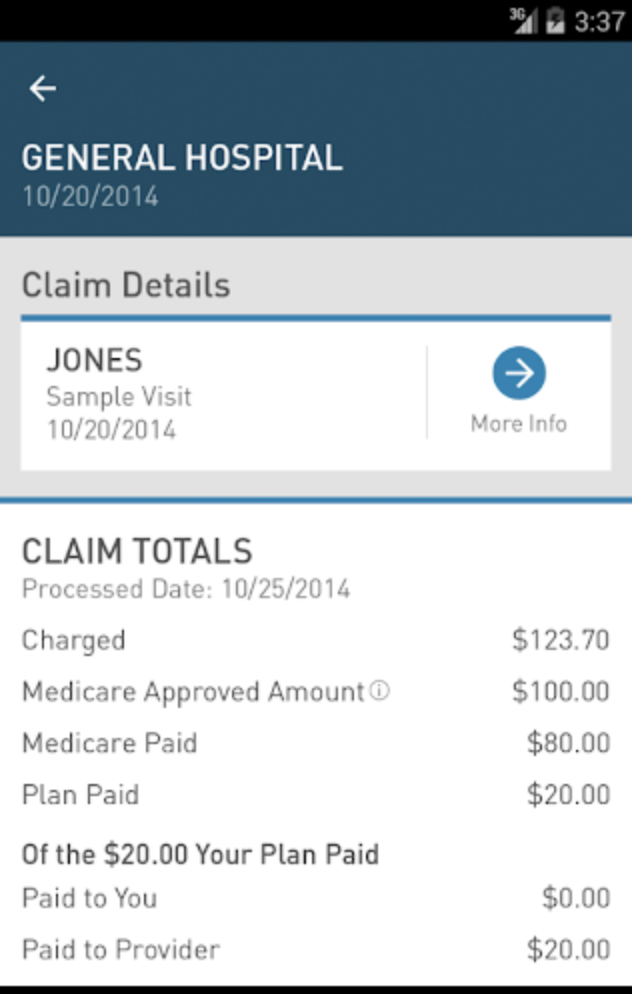 3G 3:37
GENERAL HOSPITAL
10/20/2014
Claim Details
JONES
Sample Visit
10/20/2014
More Info
CLAIM TOTALS
Processed Date: 10/25/2014
Charged $123.70
Medicare Approved Amount ⓘ $100.00
Medicare Paid $80.00
Plan Paid $20.00
Of the $20.00 Your Plan Paid
Paid to You $0.00
Paid to Provider $20.00